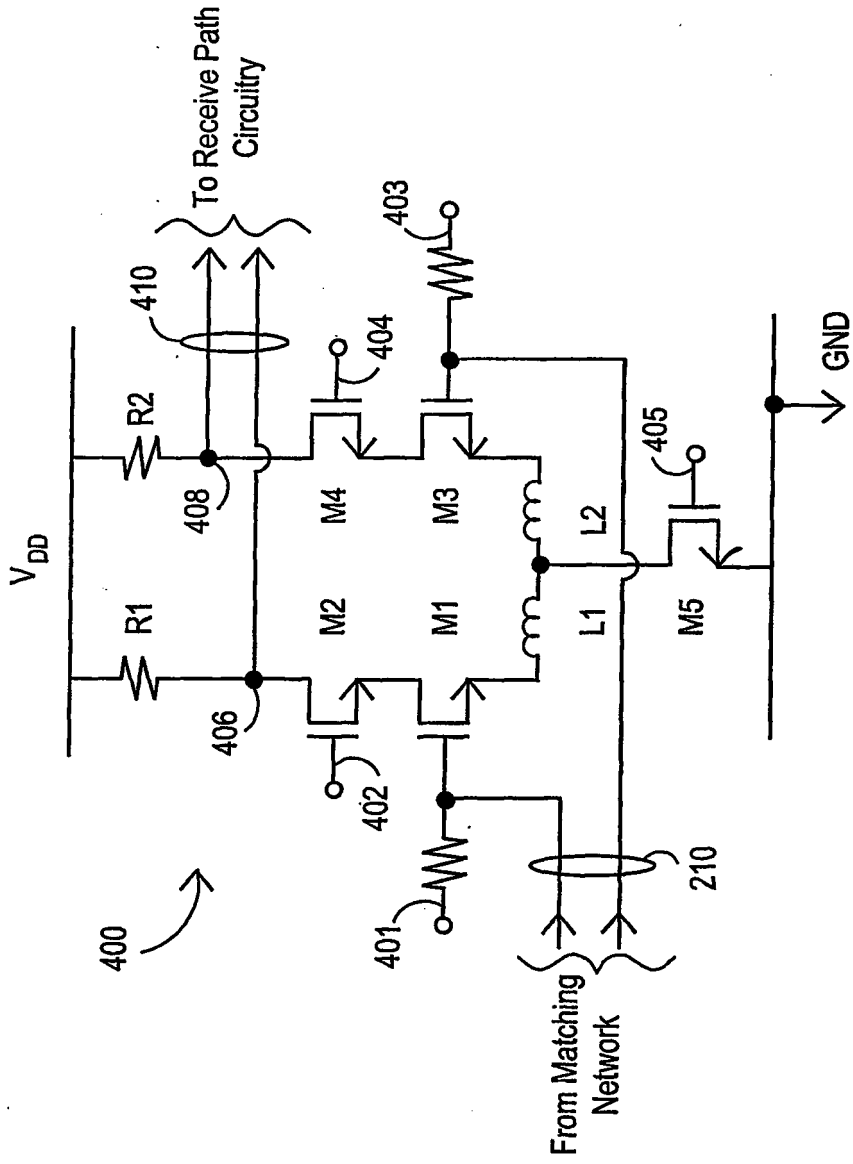 V_DD
R1
R2
410
To Receive Path
Circuitry
406
408
402
M2
M4
404
403
400
401
M1
M3
L1
L2
M5
405
From Matching
Network
210
GND